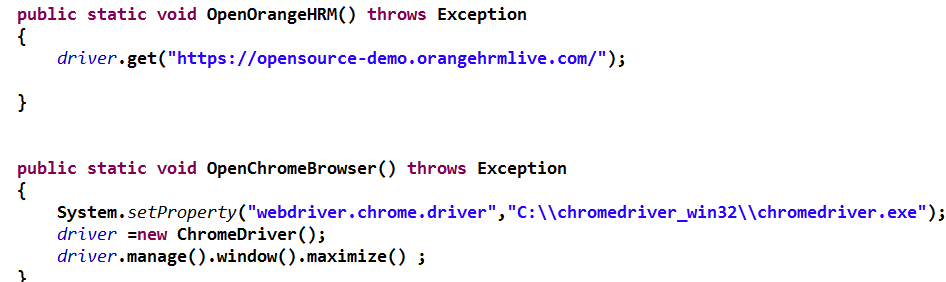 public static void OpenOrangeHRM() throws Exception
{
driver.get("https://opensource-demo.orangehrmlive.com/");
}
public static void OpenChromeBrowser() throws Exception
{
System.setProperty("webdriver.chrome.driver","C:\\chromedriver_win32\\chromedriver.exe");
driver =new ChromeDriver();
driver.manage().window().maximize() ;
}